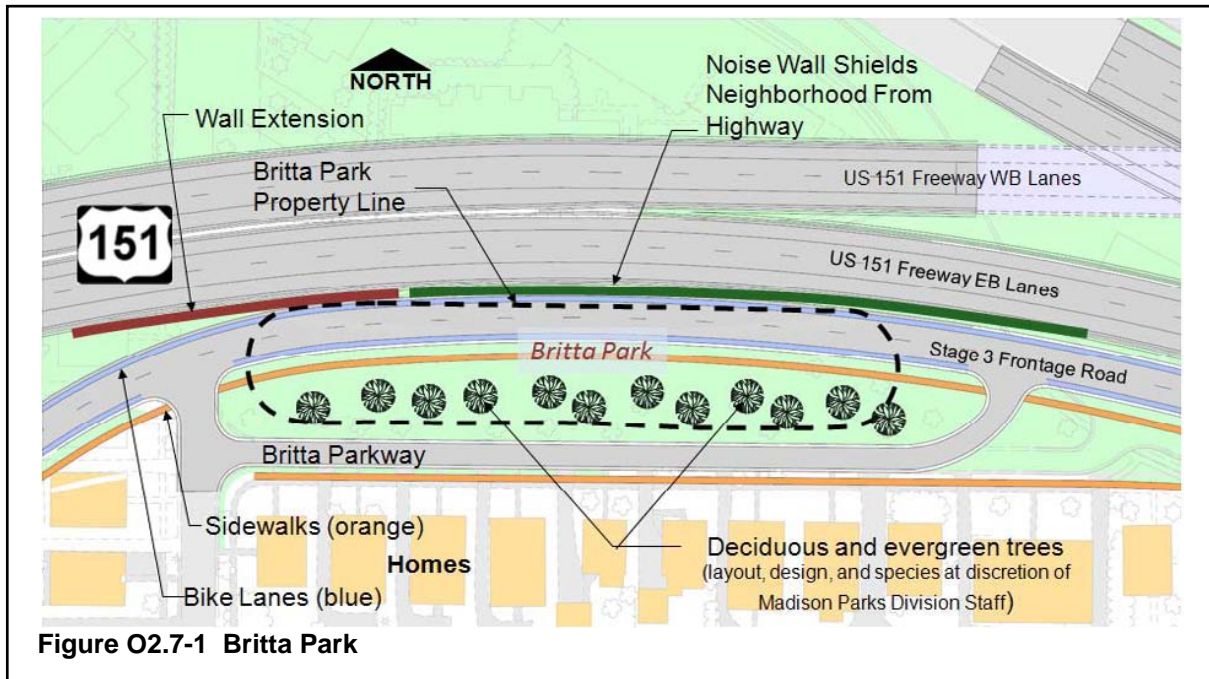 NORTH
Noise Wall Shields
Neighborhood From
Highway
Wall Extension
Britta Park
Property Line
US 151 Freeway WB Lanes
151
US 151 Freeway EB Lanes
Britta Park
Stage 3 Frontage Road
Britta Parkway
Sidewalks (orange)
Homes
Bike Lanes (blue)
Deciduous and evergreen trees
(layout, design, and species at discretion of
Madison Parks Division Staff)
Figure O2.7-1 Britta Park